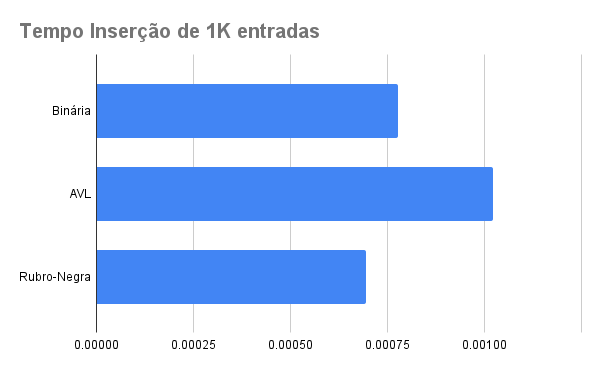 Tempo Inserção de 1K entradas
Binária
AVL
Rubro-Negra
0.00000 0.00025 0.00050 0.00075 0.00100